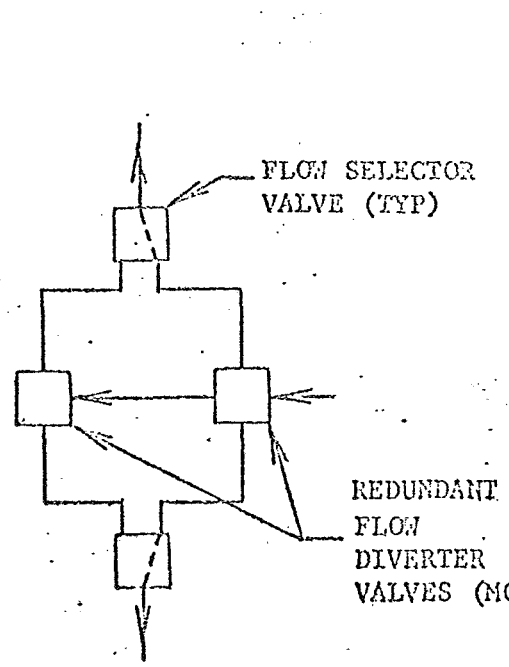 FLOW SELECTOR
VALVE (TYP)
REDUNDANT
FLOW
DIVERTER
VALVES